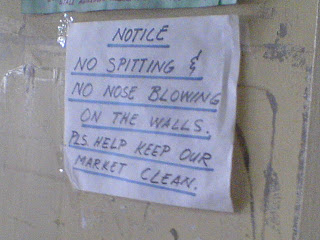 NOTICE
NO SPITTING &
NO NOSE BLOWING
ON THE WALLS.
PLS HELP KEEP OUR
MARKET CLEAN.